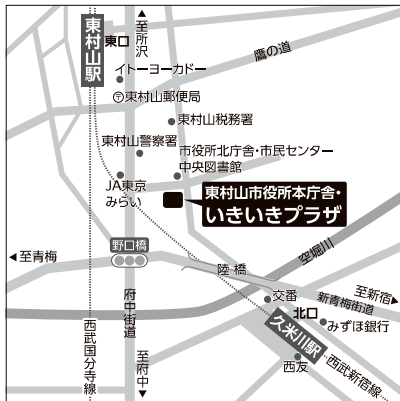 東村山駅
東口
至所沢
鷹の道
イトーヨーカドー
〒東村山郵便局
東村山税務署
東村山警察署
市役所北庁舎・市民センター
中央図書館
JA東京
みらい
東村山市役所本庁舎・
いきいきプラザ
野口橋
至青梅
陸橋
空堀川
至新宿
新青梅街道
交番
北口
みずほ銀行
久米川駅
西友
西武新宿線
府中街道
西武国分寺線
至府中